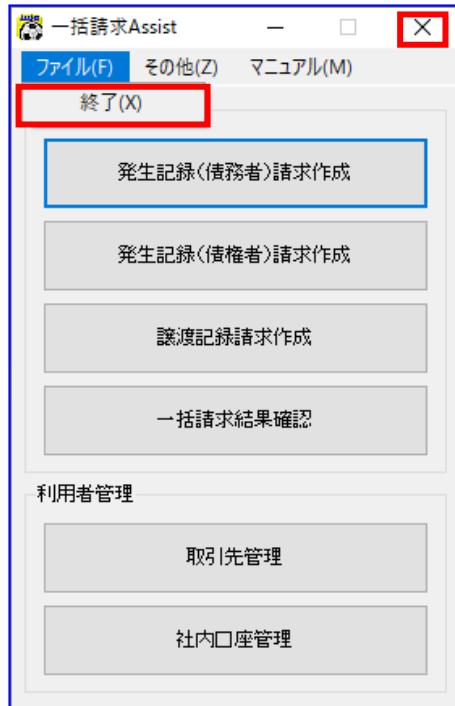 一括請求Assist
ファイル(F) その他(Z) マニュアル(M)
終了(X)
発生記録(債務者)請求作成
発生記録(債権者)請求作成
譲渡記録請求作成
一括請求結果確認
利用者管理
取引先管理
社内口座管理